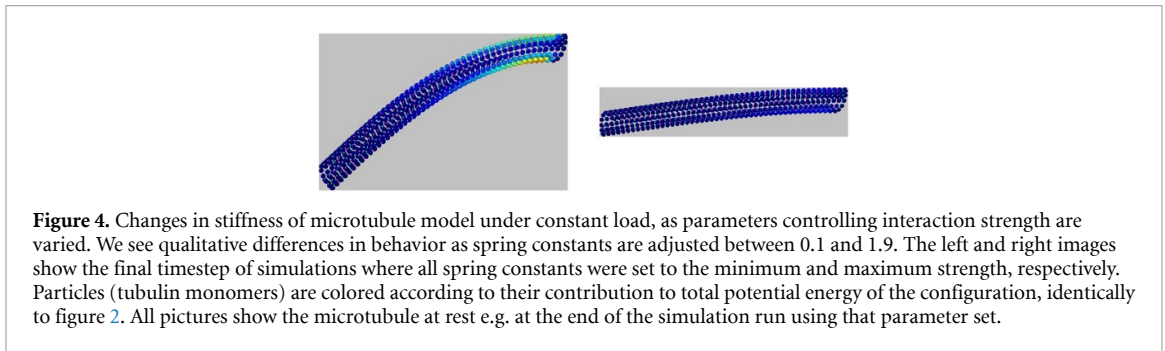 Figure 4. Changes in stiffness of microtubule model under constant load, as parameters controlling interaction strength are
varied. We see qualitative differences in behavior as spring constants are adjusted between 0.1 and 1.9. The left and right images
show the final timestep of simulations where all spring constants were set to the minimum and maximum strength, respectively.
Particles (tubulin monomers) are colored according to their contribution to total potential energy of the configuration, identically
to figure 2. All pictures show the microtubule at rest e.g. at the end of the simulation run using that parameter set.